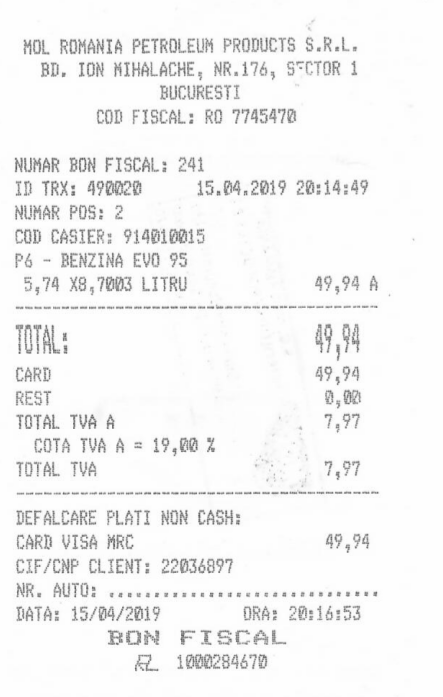 MOL ROMANIA PETROLEUM PRODUCTS S.R.L.
BD. ION MIHALACHE, NR.176, SECTOR 1
BUCURESTI
COD FISCAL: RO 7745470
NUMAR BON FISCAL: 241
ID TRX: 490020 15.04.2019 20:14:49
NUMAR POS: 2
COD CASIER: 914010015
P6 - BENZINA EVO 95
5,74 X8,7003 LITRU 49,94 A
TOTAL: 49,94
CARD 49,94
REST 0,00
TOTAL TVA A 7,97
COTA TVA A = 19,00 %
TOTAL TVA 7,97
DEFALCARE PLATI NON CASH:
CARD VISA MRC 49,94
CIF/CNP CLIENT: 22036897
NR. AUTO: ..............................
DATA: 15/04/2019 ORA: 20:16:53
BON FISCAL
1000284670